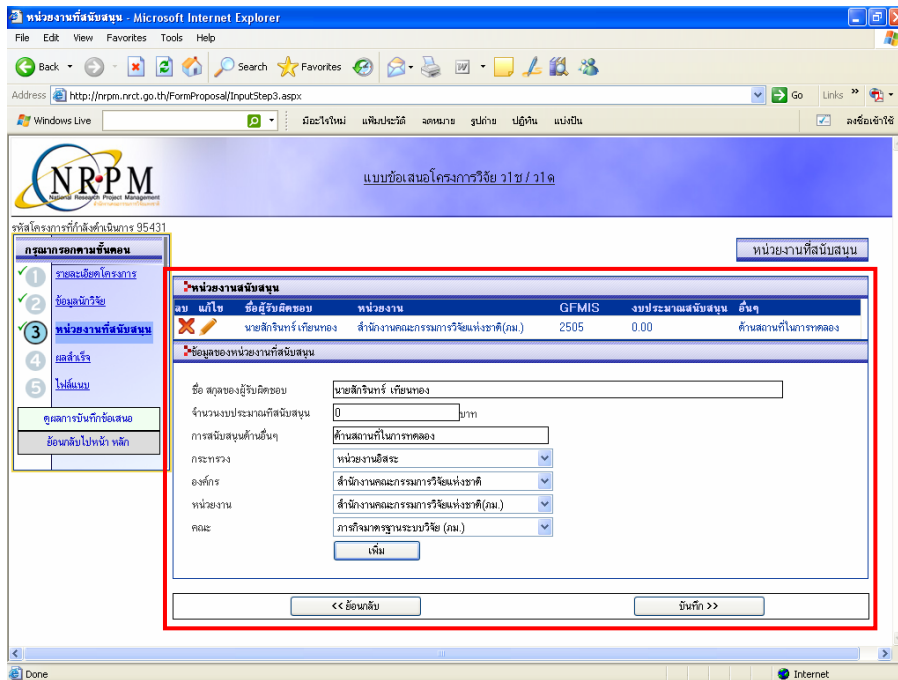 หน่วยงานที่สนับสนุน - Microsoft Internet Explorer
File Edit View Favorites Tools Help
Back Search Favorites
Address http://nrpm.nrct.go.th/FormProposal/InputStep3.aspx Go Links
Windows Live มีอะไรใหม่ แฟ้มประวัติ จดหมาย รูปถ่าย ปฏิทิน แบ่งปัน ลงชื่อเข้าใช้
NRPM
National Research Project Management
แบบข้อเสนอโครงการวิจัย ว1ช / ว1ด
รหัสโครงการที่กำลังดำเนินการ 95431
กรุณากรอกตามขั้นตอน
1 รายละเอียดโครงการ
2 ข้อมูลนักวิจัย
3 หน่วยงานที่สนับสนุน
4 ผลสำเร็จ
5 ไฟล์แนบ
ดูผลการบันทึกข้อเสนอ
ย้อนกลับไปหน้า หลัก
หน่วยงานที่สนับสนุน
หน่วยงานสนับสนุน
ลบ แก้ไข ชื่อผู้รับผิดชอบ หน่วยงาน GFMIS งบประมาณสนับสนุน อื่นๆ
นายสักรินทร์ เทียนทอง สำนักงานคณะกรรมการวิจัยแห่งชาติ(ภม.) 2505 0.00 ด้านสถานที่ในการทดลอง
ข้อมูลของหน่วยงานที่สนับสนุน
ชื่อ สกุลของผู้รับผิดชอบ นายสักรินทร์ เทียนทอง
จำนวนงบประมาณที่สนับสนุน 0 บาท
การสนับสนุนด้านอื่นๆ ด้านสถานที่ในการทดลอง
กระทรวง หน่วยงานอิสระ
องค์กร สำนักงานคณะกรรมการวิจัยแห่งชาติ
หน่วยงาน สำนักงานคณะกรรมการวิจัยแห่งชาติ(ภม.)
คณะ ภารกิจมาตรฐานระบบวิจัย (ภม.)
เพิ่ม
<< ย้อนกลับ บันทึก >>
Done Internet